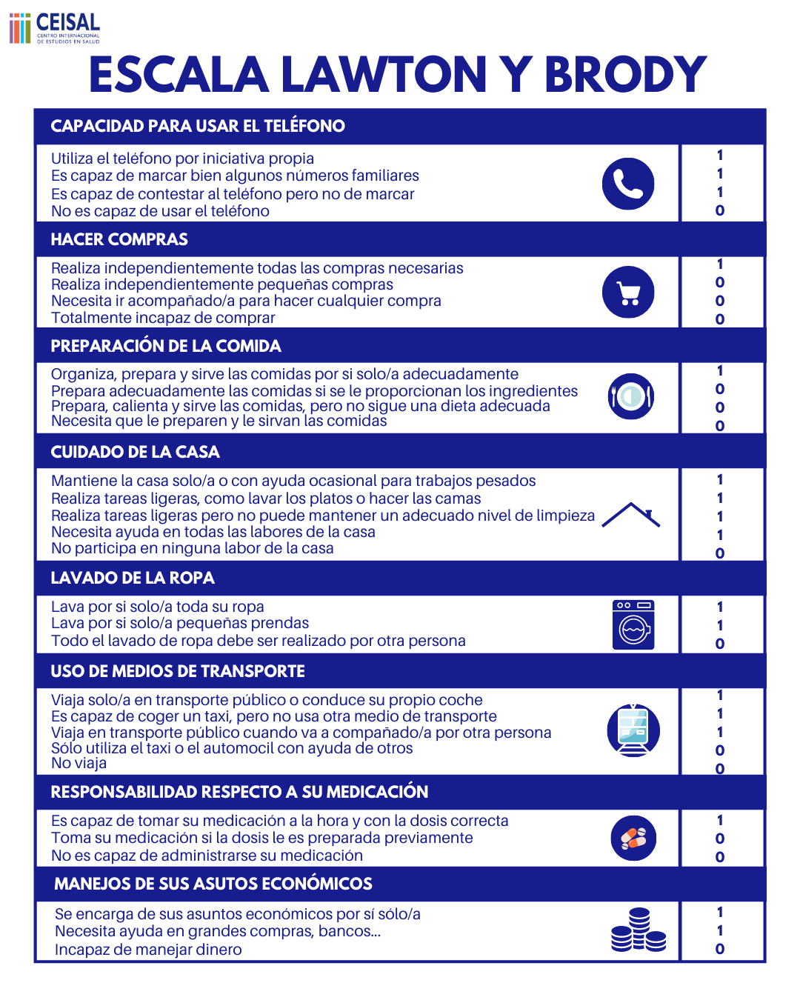 CEISAL
CENTRO INTERNACIONAL
DE ESTUDIOS EN SALUD
ESCALA LAWTON Y BRODY
CAPACIDAD PARA USAR EL TELÉFONO
Utiliza el teléfono por iniciativa propia 1
Es capaz de marcar bien algunos números familiares 1
Es capaz de contestar al teléfono pero no de marcar 1
No es capaz de usar el teléfono 0
HACER COMPRAS
Realiza independientemente todas las compras necesarias 1
Realiza independientemente pequeñas compras 0
Necesita ir acompañado/a para hacer cualquier compra 0
Totalmente incapaz de comprar 0
PREPARACIÓN DE LA COMIDA
Organiza, prepara y sirve las comidas por si solo/a adecuadamente 1
Prepara adecuadamente las comidas si se le proporcionan los ingredientes 0
Prepara, calienta y sirve las comidas, pero no sigue una dieta adecuada 0
Necesita que le preparen y le sirvan las comidas 0
CUIDADO DE LA CASA
Mantiene la casa solo/a o con ayuda ocasional para trabajos pesados 1
Realiza tareas ligeras, como lavar los platos o hacer las camas 1
Realiza tareas ligeras pero no puede mantener un adecuado nivel de limpieza 1
Necesita ayuda en todas las labores de la casa 1
No participa en ninguna labor de la casa 0
LAVADO DE LA ROPA
Lava por si solo/a toda su ropa 1
Lava por si solo/a pequeñas prendas 1
Todo el lavado de ropa debe ser realizado por otra persona 0
USO DE MEDIOS DE TRANSPORTE
Viaja solo/a en transporte público o conduce su propio coche 1
Es capaz de coger un taxi, pero no usa otra medio de transporte 1
Viaja en transporte público cuando va a compañado/a por otra persona 1
Sólo utiliza el taxi o el automocil con ayuda de otros 0
No viaja 0
RESPONSABILIDAD RESPECTO A SU MEDICACIÓN
Es capaz de tomar su medicación a la hora y con la dosis correcta 1
Toma su medicación si la dosis le es preparada previamente 0
No es capaz de administrarse su medicación 0
MANEJOS DE SUS ASUTOS ECONÓMICOS
Se encarga de sus asuntos económicos por sí sólo/a 1
Necesita ayuda en grandes compras, bancos... 1
Incapaz de manejar dinero 0